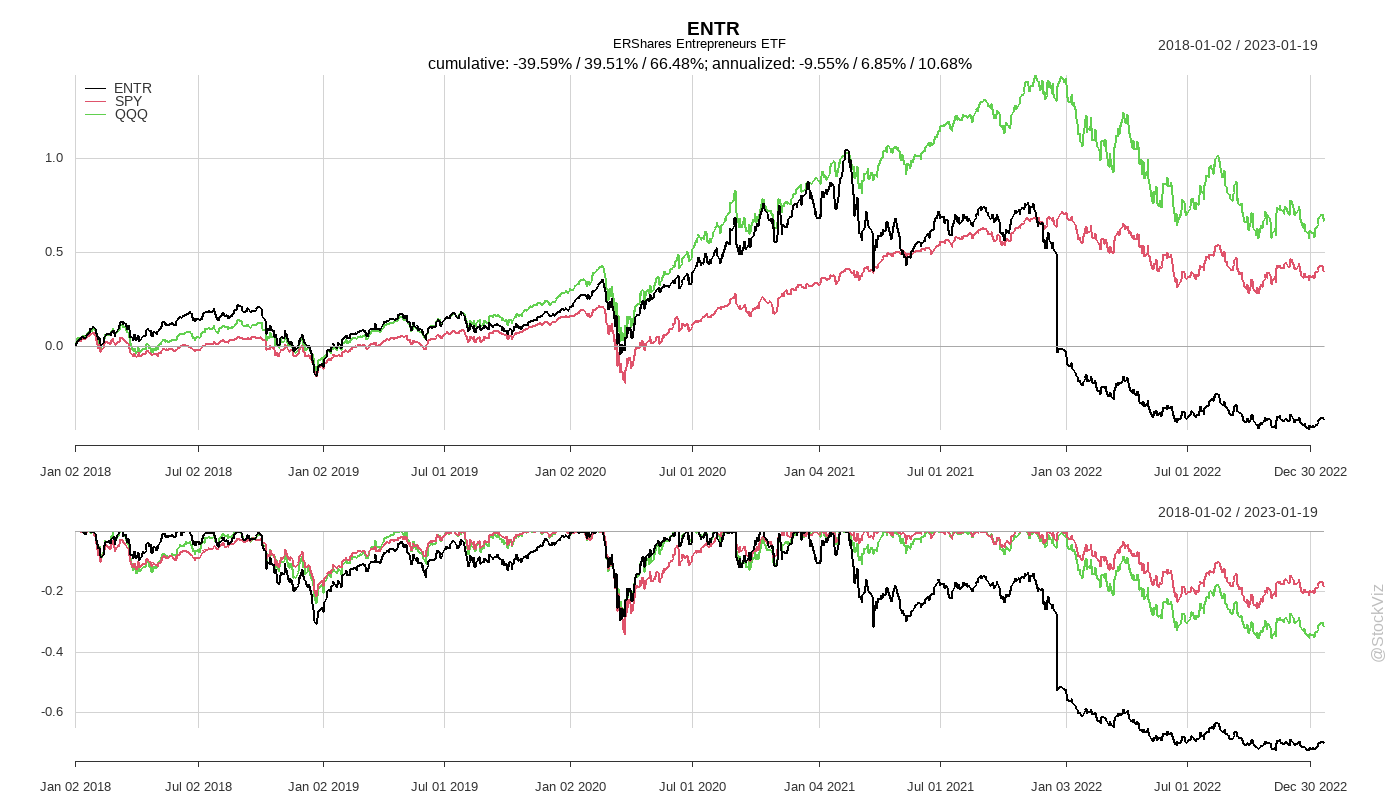 ENTR
ERShares Entrepreneurs ETF
2018-01-02 / 2023-01-19
cumulative: -39.59% / 39.51% / 66.48%; annualized: -9.55% / 6.85% / 10.68%
ENTR
SPY
QQQ
1.0
0.5
0.0
Jan 02 2018 Jul 02 2018 Jan 02 2019 Jul 01 2019 Jan 02 2020 Jul 01 2020 Jan 04 2021 Jul 01 2021 Jan 03 2022 Jul 01 2022 Dec 30 2022
2018-01-02 / 2023-01-19
-0.2
-0.4
-0.6
Jan 02 2018 Jul 02 2018 Jan 02 2019 Jul 01 2019 Jan 02 2020 Jul 01 2020 Jan 04 2021 Jul 01 2021 Jan 03 2022 Jul 01 2022 Dec 30 2022
@StockViz